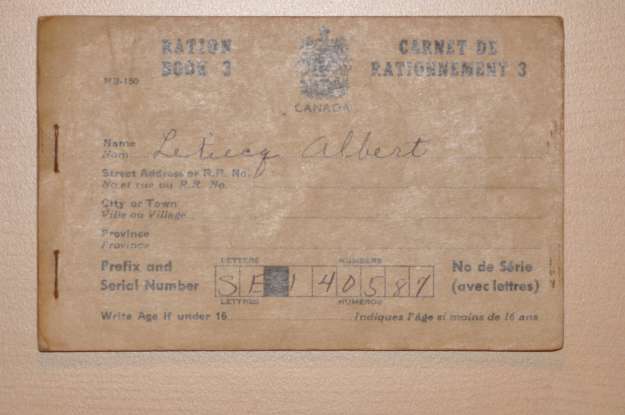 RATION BOOK 3
CARNET DE RATIONNEMENT 3
RB-150
CANADA
Name Albert
Nom
Street Address or R.R. No.
No et rue ou R.R. No.
City or Town
Ville ou Village
Province
Province
Prefix and Serial Number
LETTERS NUMBERS
SE 1 40587
LETTRES NUMÉROS
No de Série (avec lettres)
Write Age if under 16 Indiquez l'âge si moins de 16 ans